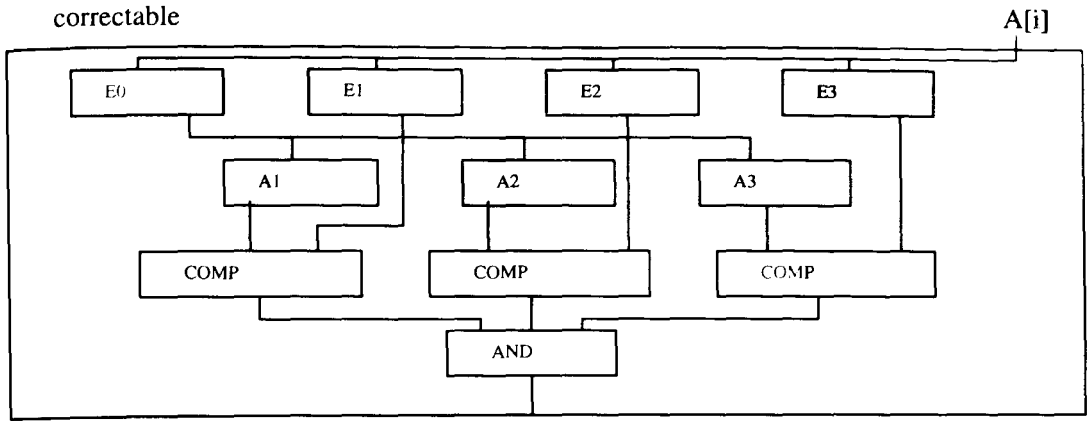 correctable
A[i]
E0
E1
E2
E3
A1
A2
A3
COMP
COMP
COMP
AND